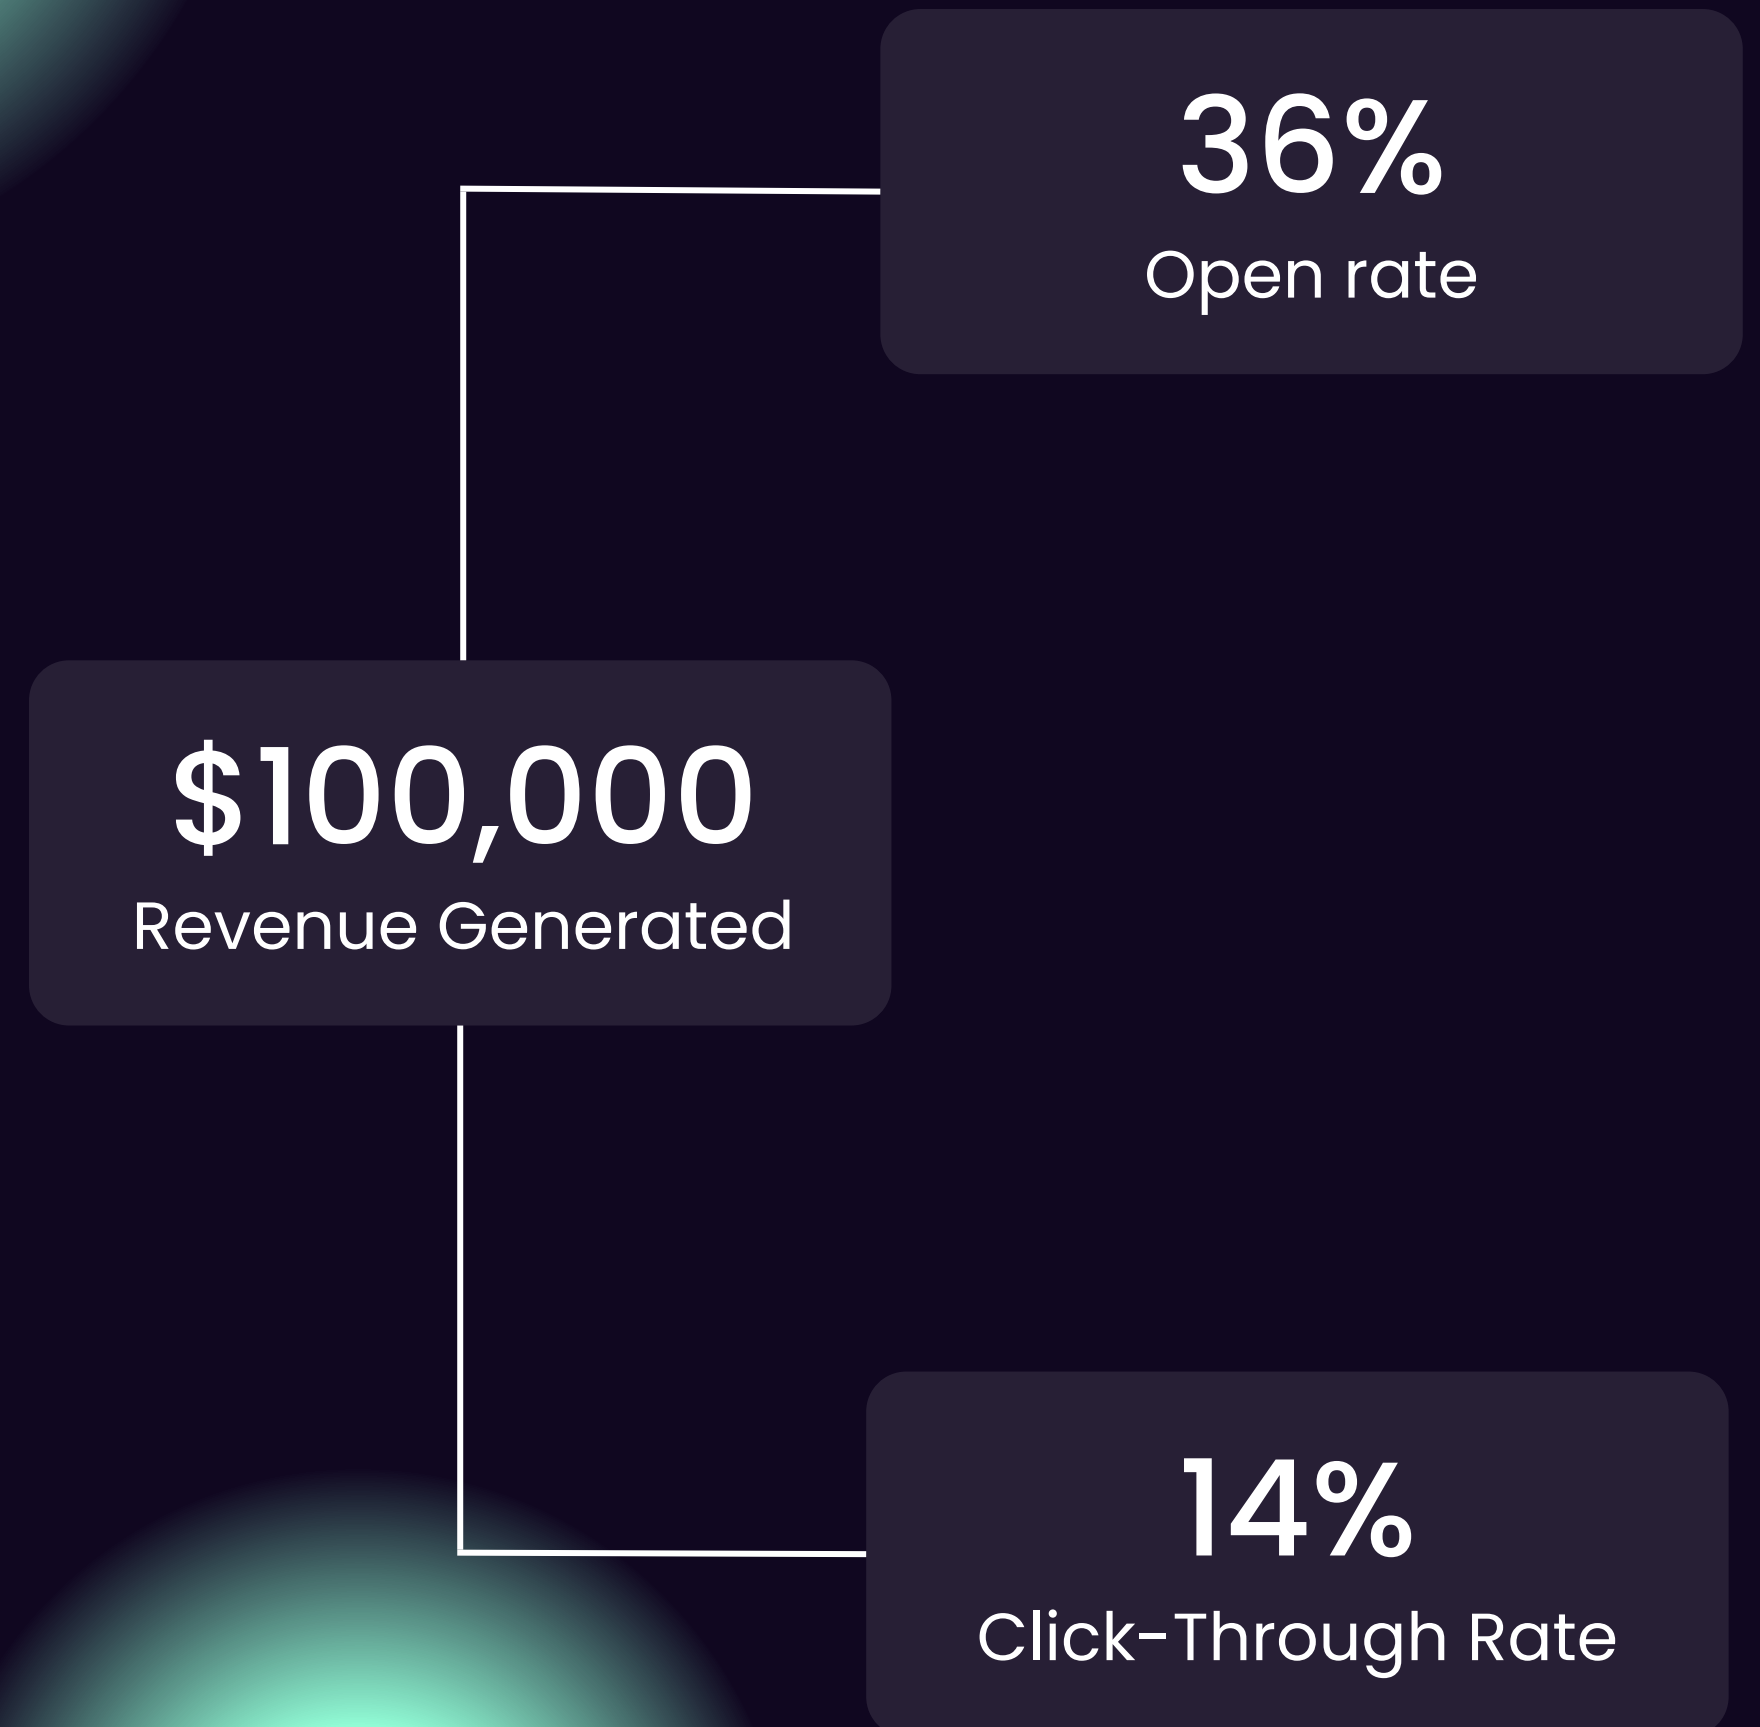 36%
Open rate
$100,000
Revenue Generated
14%
Click-Through Rate